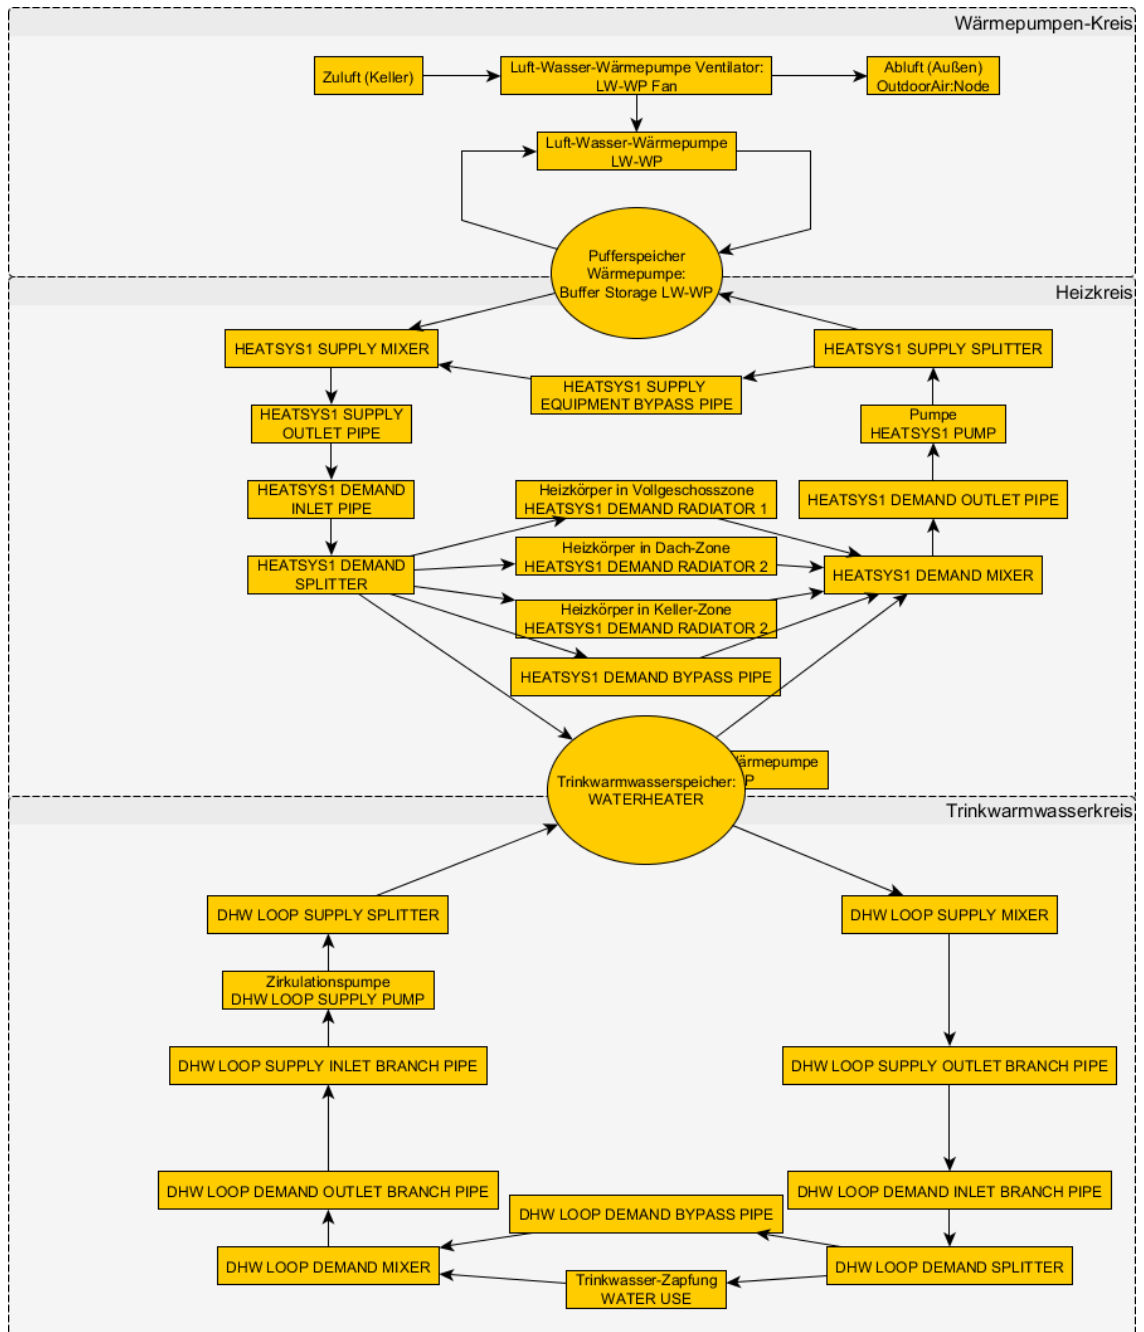 Wärmepumpen-Kreis
Zuluft (Keller)
Luft-Wasser-Wärmepumpe Ventilator:
LW-WP Fan
Abluft (Außen)
OutdoorAir:Node
Luft-Wasser-Wärmepumpe
LW-WP
Pufferspeicher
Wärmepumpe:
Buffer Storage LW-WP
Heizkreis
HEATSYS1 SUPPLY MIXER
HEATSYS1 SUPPLY SPLITTER
HEATSYS1 SUPPLY
EQUIPMENT BYPASS PIPE
HEATSYS1 SUPPLY
OUTLET PIPE
Pumpe
HEATSYS1 PUMP
HEATSYS1 DEMAND
INLET PIPE
Heizkörper in Vollgeschosszone
HEATSYS1 DEMAND RADIATOR 1
HEATSYS1 DEMAND OUTLET PIPE
HEATSYS1 DEMAND
SPLITTER
Heizkörper in Dach-Zone
HEATSYS1 DEMAND RADIATOR 2
HEATSYS1 DEMAND MIXER
Heizkörper in Keller-Zone
HEATSYS1 DEMAND RADIATOR 2
HEATSYS1 DEMAND BYPASS PIPE
Trinkwarmwasserspeicher:
WATERHEATER
ärmepumpe
P
Trinkwarmwasserkreis
DHW LOOP SUPPLY SPLITTER
DHW LOOP SUPPLY MIXER
Zirkulationspumpe
DHW LOOP SUPPLY PUMP
DHW LOOP SUPPLY INLET BRANCH PIPE
DHW LOOP SUPPLY OUTLET BRANCH PIPE
DHW LOOP DEMAND OUTLET BRANCH PIPE
DHW LOOP DEMAND INLET BRANCH PIPE
DHW LOOP DEMAND BYPASS PIPE
DHW LOOP DEMAND MIXER
DHW LOOP DEMAND SPLITTER
Trinkwasser-Zapfung
WATER USE